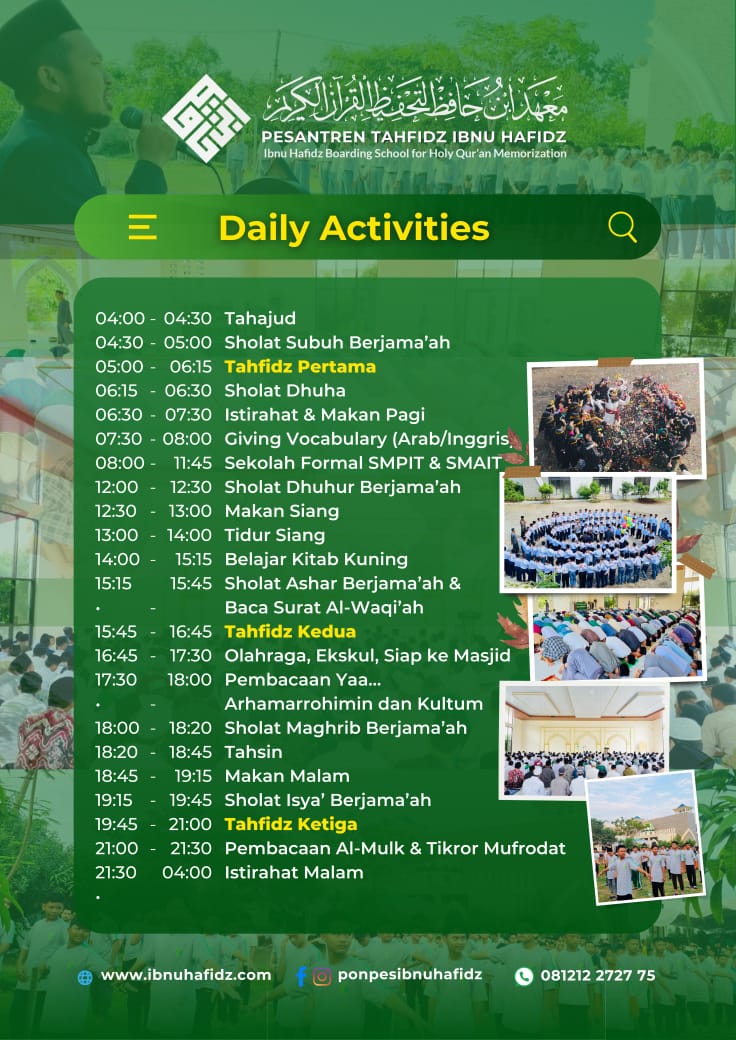 معهد ابن حافظ لتحفيظ القرآن الكريم
PESANTREN TAHFIDZ IBNU HAFIDZ
Ibnu Hafidz Boarding School for Holy Qur'an Memorization
Daily Activities
04:00 - 04:30 Tahajud
04:30 - 05:00 Sholat Subuh Berjama'ah
05:00 - 06:15 Tahfidz Pertama
06:15 - 06:30 Sholat Dhuha
06:30 - 07:30 Istirahat & Makan Pagi
07:30 - 08:00 Giving Vocabulary (Arab/Inggris)
08:00 - 11:45 Sekolah Formal SMPIT & SMAIT
12:00 - 12:30 Sholat Dhuhur Berjama'ah
12:30 - 13:00 Makan Siang
13:00 - 14:00 Tidur Siang
14:00 - 15:15 Belajar Kitab Kuning
15:15 15:45 Sholat Ashar Berjama'ah &
• - Baca Surat Al-Waqi'ah
15:45 - 16:45 Tahfidz Kedua
16:45 - 17:30 Olahraga, Ekskul, Siap ke Masjid
17:30 18:00 Pembacaan Yaa...
• - Arhamarrohimin dan Kultum
18:00 - 18:20 Sholat Maghrib Berjama'ah
18:20 - 18:45 Tahsin
18:45 - 19:15 Makan Malam
19:15 - 19:45 Sholat Isya' Berjama'ah
19:45 - 21:00 Tahfidz Ketiga
21:00 - 21:30 Pembacaan Al-Mulk & Tikror Mufrodat
21:30 04:00 Istirahat Malam
•
www.ibnuhafidz.com ponpesibnuhafidz 081212 2727 75